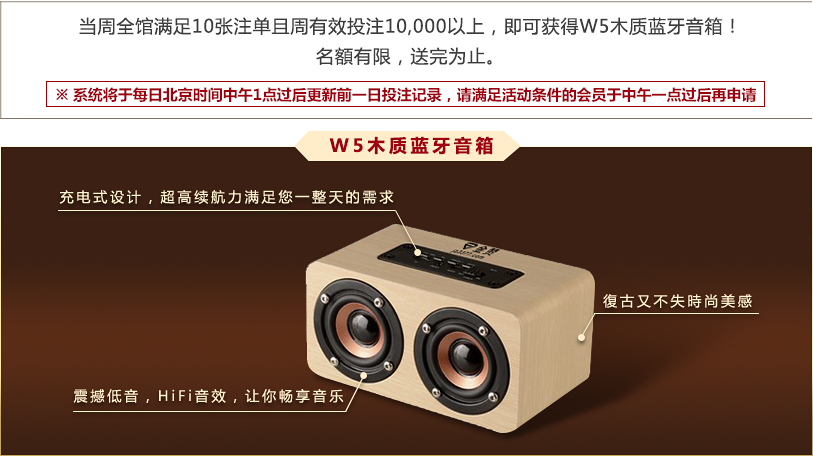 当周全馆满足10张注单且周有效投注10,000以上，即可获得W5木质蓝牙音箱！
名額有限，送完为止。
※ 系统将于每日北京时间中午1点过后更新前一日投注记录，请满足活动条件的会员于中午一点过后再申请
W5木质蓝牙音箱
充电式设计，超高续航力满足您一整天的需求
復古又不失時尚美感
震撼低音，HiFi音效，让你畅享音乐